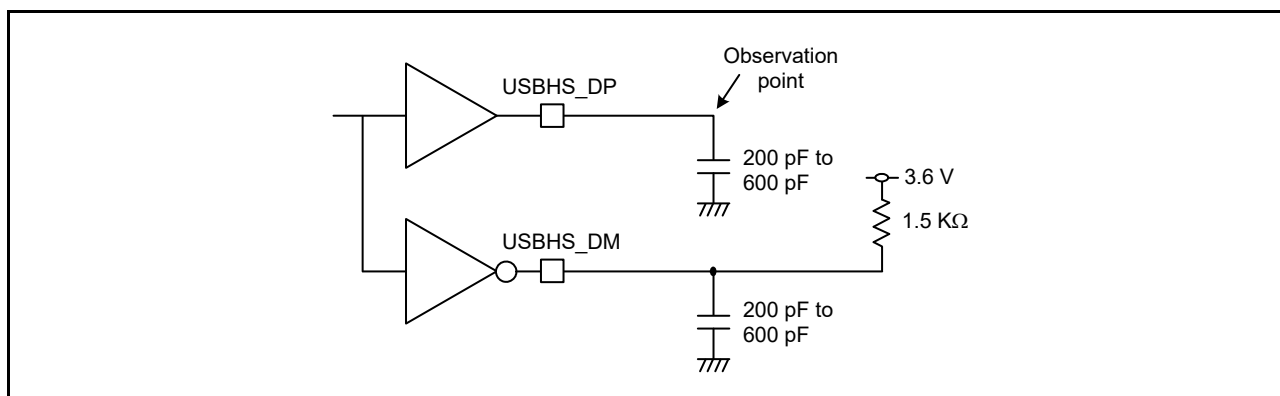 Observation
point
USBHS_DP
200 pF to
600 pF
3.6 V
1.5 KΩ
USBHS_DM
200 pF to
600 pF